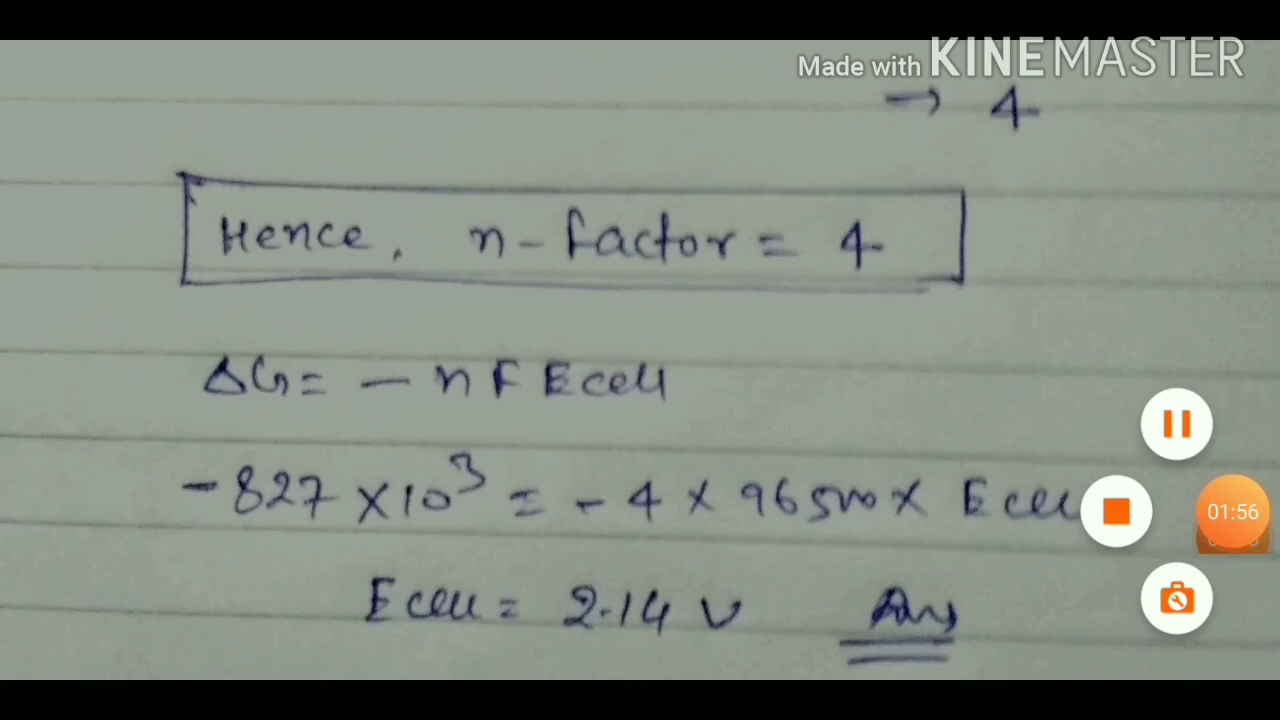 Made with KINEMASTER
→ 4
Hence, n-factor = 4
ΔG = - n F Ecell
-827 × 10³ = - 4 × 96500 × Ecell
01:56
Ecell = 2.14 V Ans